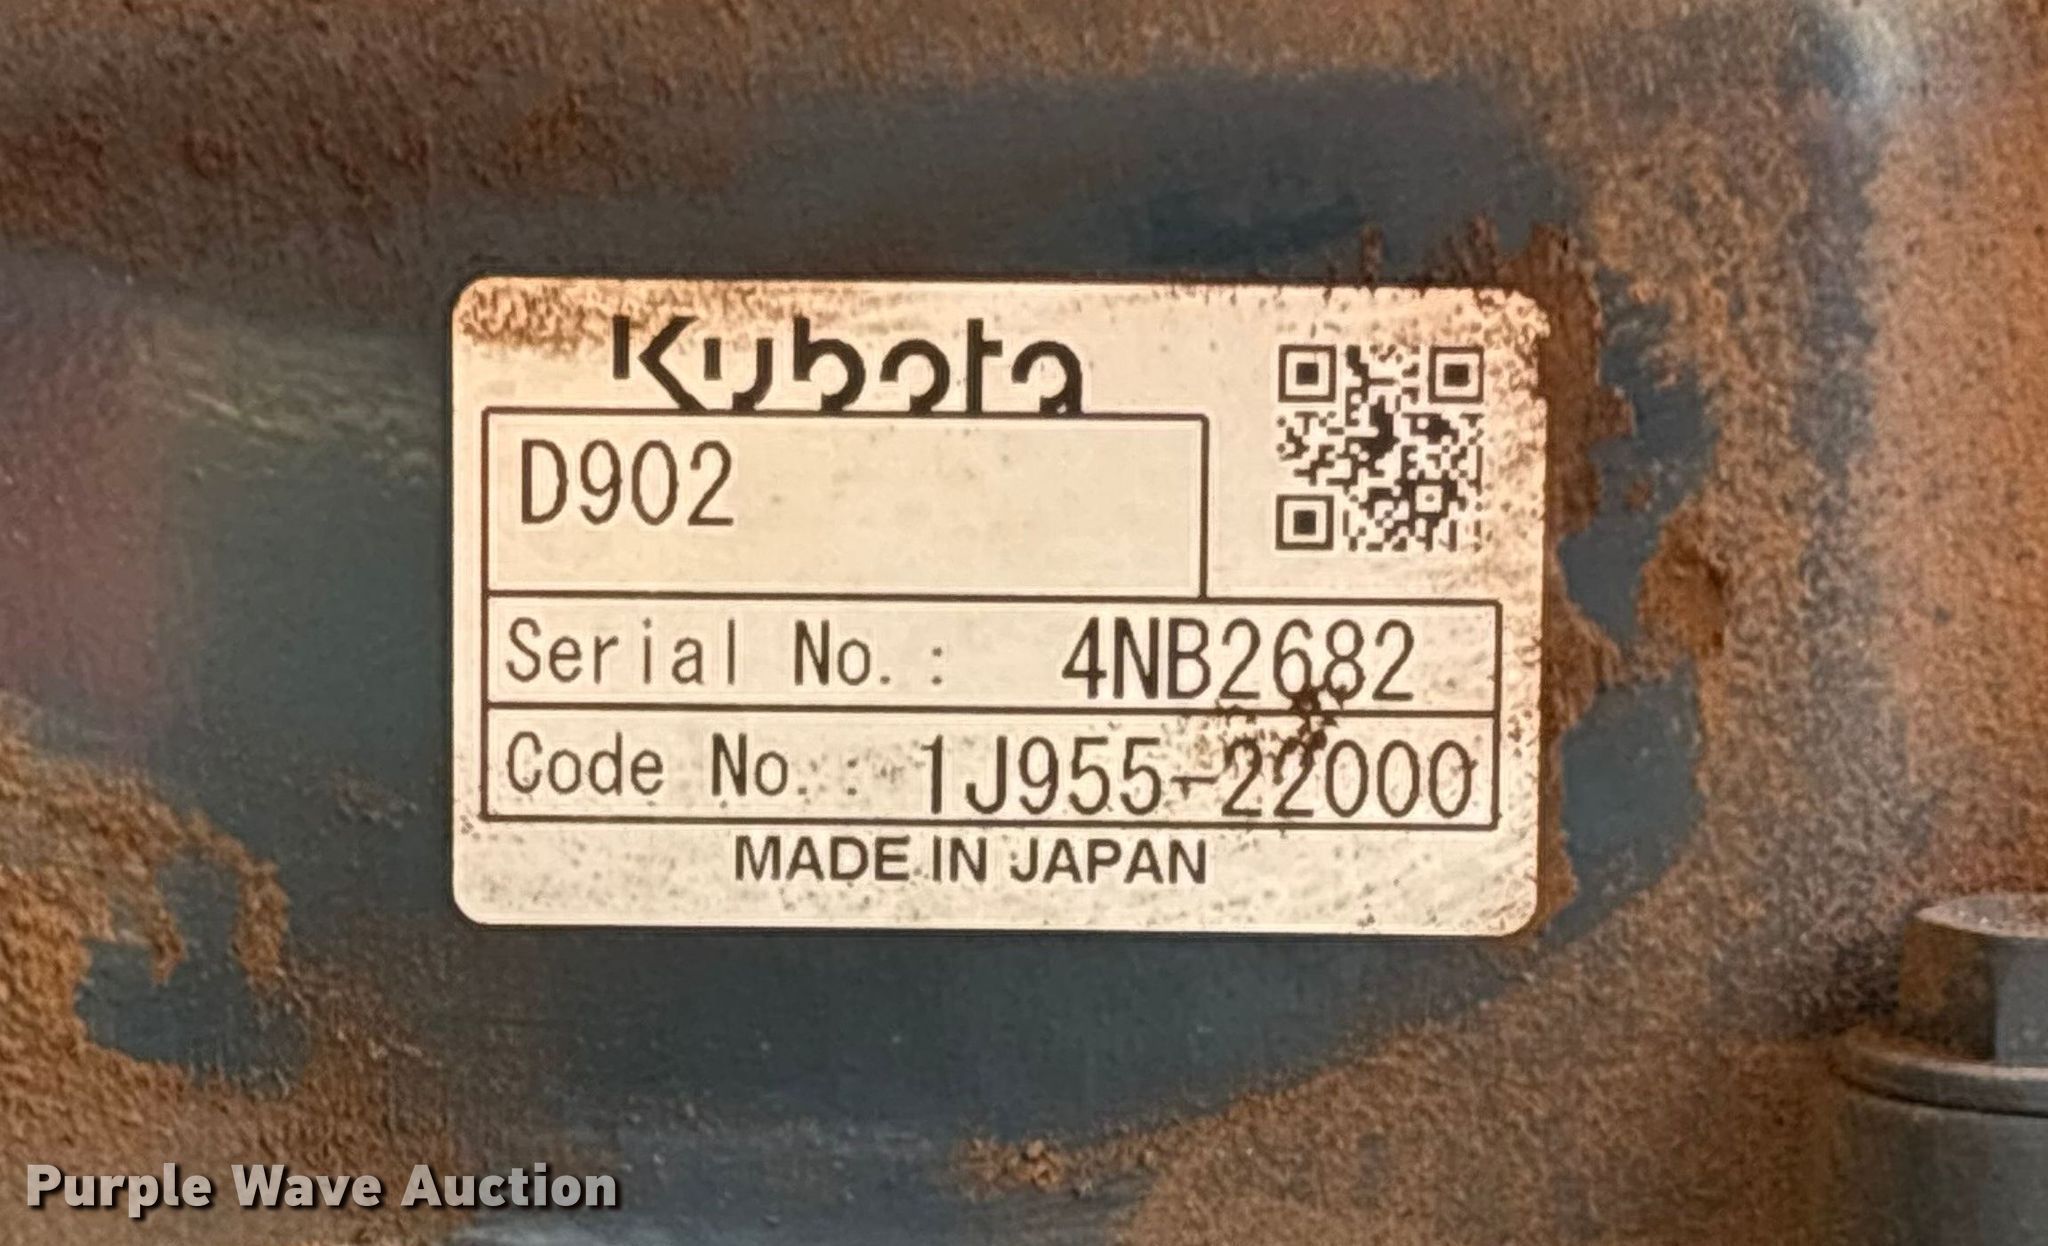 Kubota
D902
Serial No.: 4NB2682
Code No.: 1J955-22000
MADE IN JAPAN
Purple Wave Auction